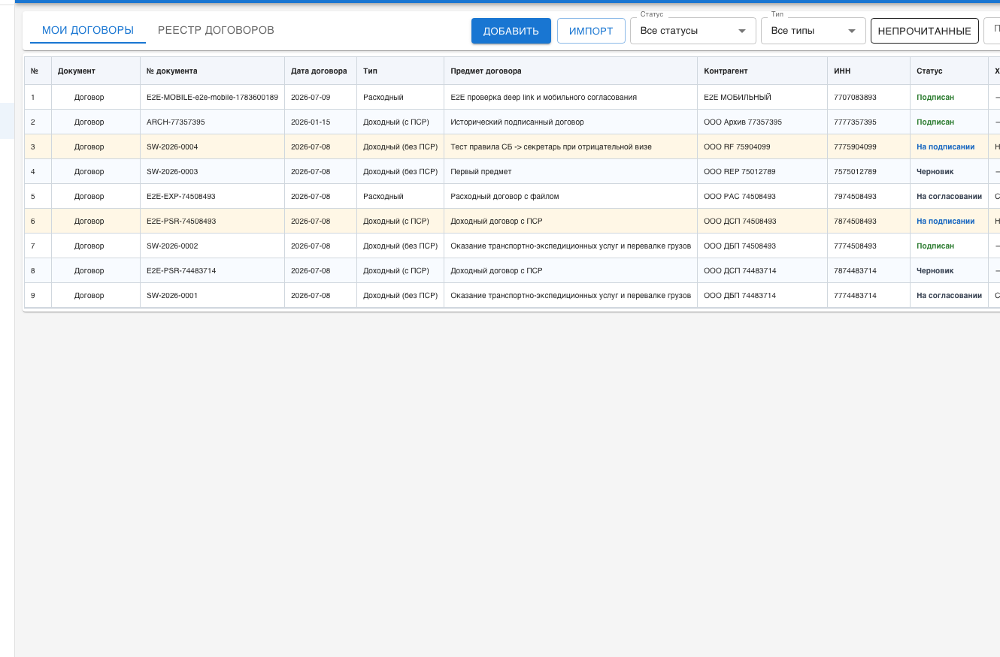 Статус
Тип
МОИ ДОГОВОРЫ РЕЕСТР ДОГОВОРОВ ДОБАВИТЬ ИМПОРТ Все статусы Все типы НЕПРОЧИТАННЫЕ
№ Документ № документа Дата договора Тип Предмет договора Контрагент ИНН Статус
1 Договор E2E-MOBILE-e2e-mobile-1783600189 2026-07-09 Расходный E2E проверка deep link и мобильного согласования E2E МОБИЛЬНЫЙ 7707083893 Подписан —
2 Договор ARCH-77357395 2026-01-15 Доходный (с ПСР) Исторический подписанный договор ООО Архив 77357395 7777357395 Подписан —
3 Договор SW-2026-0004 2026-07-08 Доходный (без ПСР) Тест правила СБ -> секретарь при отрицательной визе ООО RF 75904099 7775904099 На подписании
4 Договор SW-2026-0003 2026-07-08 Доходный (без ПСР) Первый предмет ООО REP 75012789 7575012789 Черновик —
5 Договор E2E-EXP-74508493 2026-07-08 Расходный Расходный договор с файлом ООО РАС 74508493 7974508493 На согласовании
6 Договор E2E-PSR-74508493 2026-07-08 Доходный (с ПСР) Доходный договор с ПСР ООО ДСП 74508493 7874508493 На подписании
7 Договор SW-2026-0002 2026-07-08 Доходный (без ПСР) Оказание транспортно-экспедиционных услуг и перевалке грузов ООО ДБП 74508493 7774508493 Подписан —
8 Договор E2E-PSR-74483714 2026-07-08 Доходный (с ПСР) Доходный договор с ПСР ООО ДСП 74483714 7874483714 Черновик —
9 Договор SW-2026-0001 2026-07-08 Доходный (без ПСР) Оказание транспортно-экспедиционных услуг и перевалке грузов ООО ДБП 74483714 7774483714 На согласовании